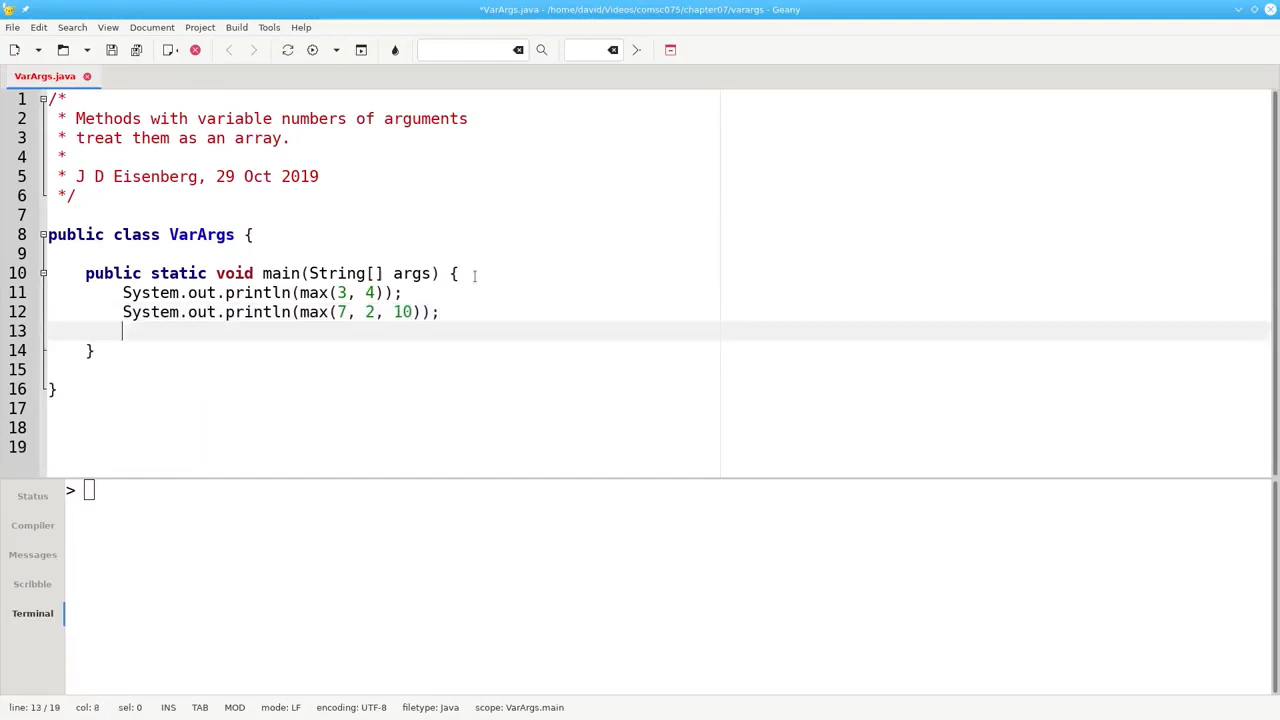 *VarArgs.java - /home/david/Videos/comsc075/chapter07/varargs - Geany
File Edit Search View Document Project Build Tools Help
VarArgs.java
1 /*
2  * Methods with variable numbers of arguments
3  * treat them as an array.
4  *
5  * J D Eisenberg, 29 Oct 2019
6  */
7
8 public class VarArgs {
9
10     public static void main(String[] args) {
11         System.out.println(max(3, 4));
12         System.out.println(max(7, 2, 10));
13
14     }
15
16 }
17
18
19
Status
Compiler
Messages
Scribble
Terminal
>
line: 13 / 19 col: 8 sel: 0 INS TAB MOD mode: LF encoding: UTF-8 filetype: Java scope: VarArgs.main